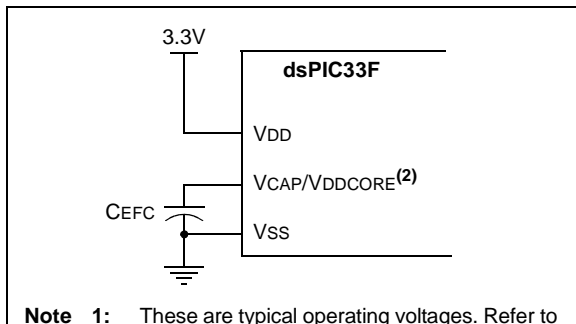 3.3V
dsPIC33F
VDD
VCAP/VDDCORE(2)
CEFC
VSS
Note 1: These are typical operating voltages. Refer to